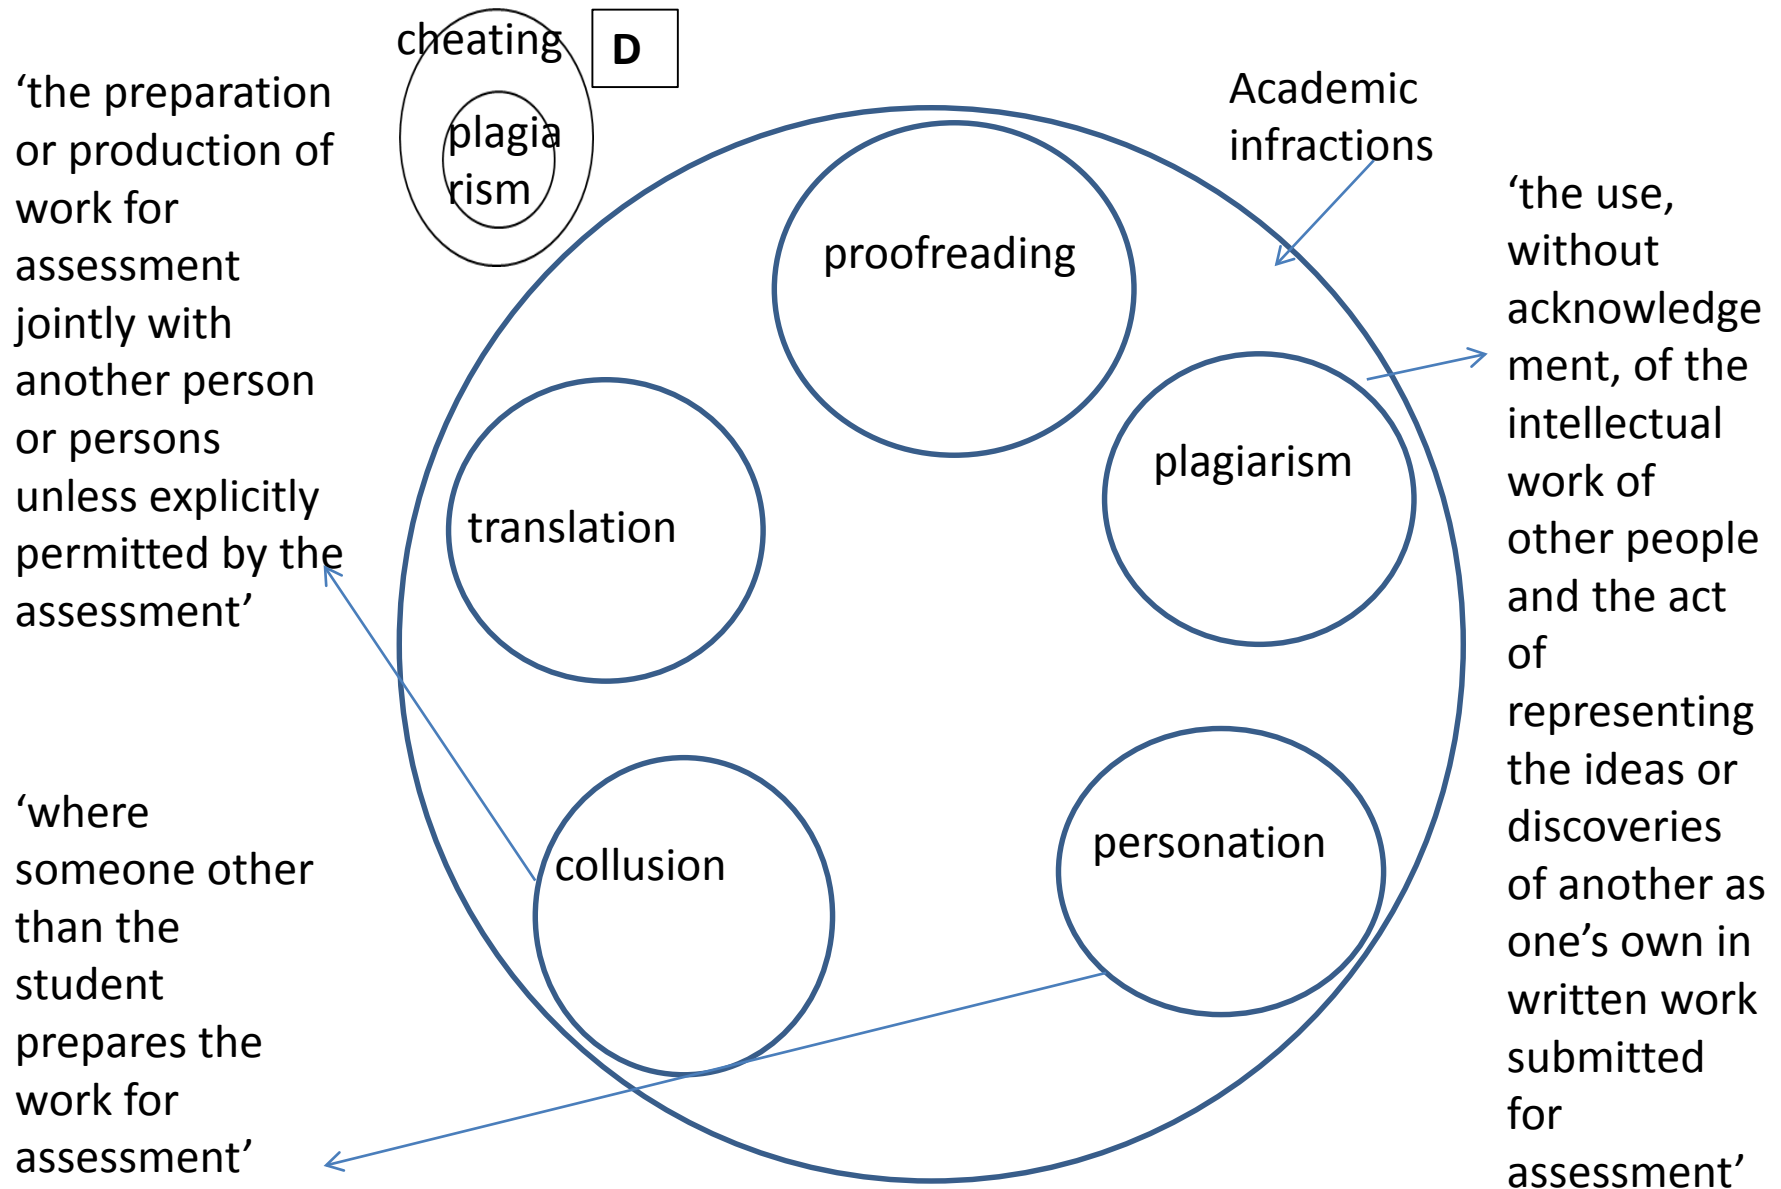 cheating
D
plagia
rism
‘the preparation
or production of
work for
assessment
jointly with
another person
or persons
unless explicitly
permitted by the
assessment’
‘where
someone other
than the
student
prepares the
work for
assessment’
proofreading
translation
plagiarism
collusion
personation
Academic
infractions
‘the use,
without
acknowledge
ment, of the
intellectual
work of
other people
and the act
of
representing
the ideas or
discoveries
of another as
one’s own in
written work
submitted
for
assessment’